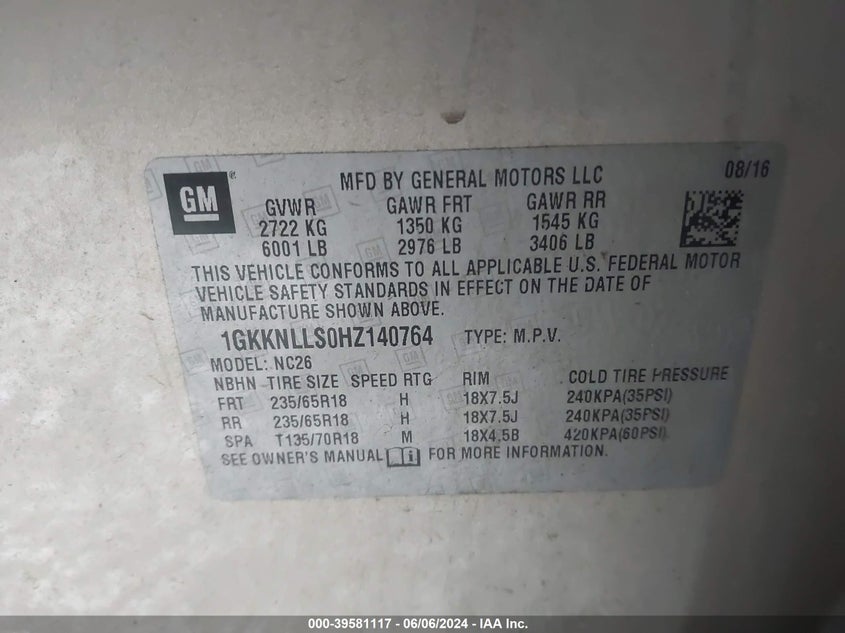 GM
MFD BY GENERAL MOTORS LLC 08/16
GVWR GAWR FRT GAWR RR
2722 KG 1350 KG 1545 KG
6001 LB 2976 LB 3406 LB
THIS VEHICLE CONFORMS TO ALL APPLICABLE U.S. FEDERAL MOTOR
VEHICLE SAFETY STANDARDS IN EFFECT ON THE DATE OF
MANUFACTURE SHOWN ABOVE.
1GKKNLLS0HZ140764 TYPE: M.P.V.
MODEL: NC26
NBHN TIRE SIZE SPEED RTG RIM COLD TIRE PRESSURE
FRT 235/65R18 H 18X7.5J 240KPA(35PSI)
RR 235/65R18 H 18X7.5J 240KPA(35PSI)
SPA T135/70R18 M 18X4.5B 420KPA(60PSI)
SEE OWNER'S MANUAL FOR MORE INFORMATION.
000-39581117 - 06/06/2024 - IAA Inc.